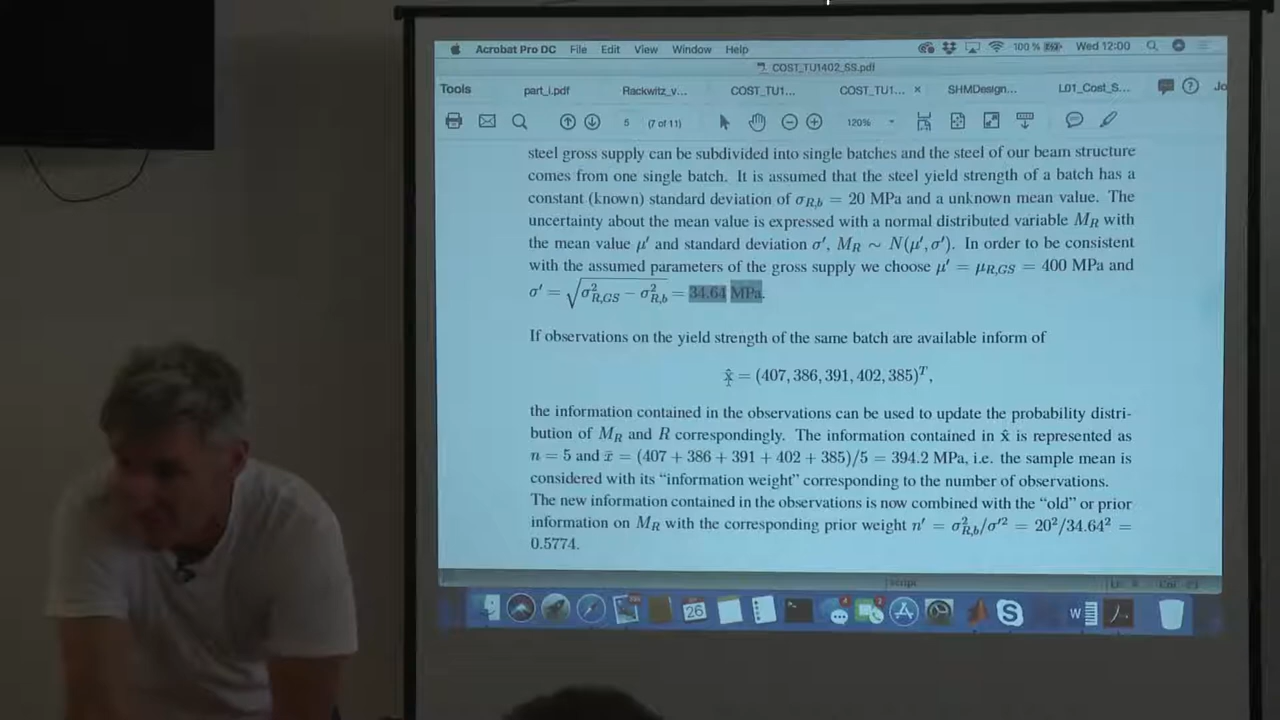 Acrobat Pro DC File Edit View Window Help 100% Wed 12:00
COST_TU1402_SS.pdf
Tools part_i.pdf Rackwitz_v... COST_TU1... COST_TU1... × SHMDesign... L01_Cost_S... ? Jo
5 (7 of 11) 120%
steel gross supply can be subdivided into single batches and the steel of our beam structure
comes from one single batch. It is assumed that the steel yield strength of a batch has a
constant (known) standard deviation of σR,b = 20 MPa and a unknown mean value. The
uncertainty about the mean value is expressed with a normal distributed variable MR with
the mean value μ′ and standard deviation σ′, MR ∼ N(μ′, σ′). In order to be consistent
with the assumed parameters of the gross supply we choose μ′ = μR,GS = 400 MPa and
σ′ = √(σ²R,GS − σ²R,b) = 34.64 MPa.
If observations on the yield strength of the same batch are available inform of
x̂ = (407, 386, 391, 402, 385)ᵀ,
the information contained in the observations can be used to update the probability distri-
bution of MR and R correspondingly. The information contained in x̂ is represented as
n = 5 and x̄ = (407 + 386 + 391 + 402 + 385)/5 = 394.2 MPa, i.e. the sample mean is
considered with its “information weight” corresponding to the number of observations.
The new information contained in the observations is now combined with the “old” or prior
information on MR with the corresponding prior weight n′ = σ²R,b/σ′² = 20²/34.64² =
0.5774.
script
26 S W